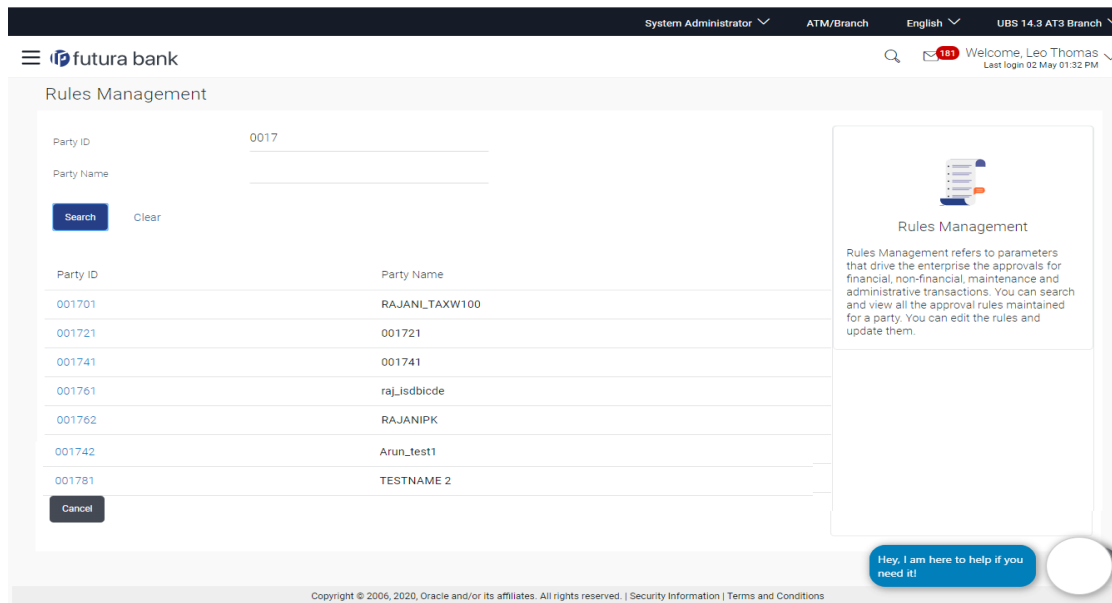 System Administrator ATM/Branch English UBS 14.3 AT3 Branch
futura bank
181 Welcome, Leo Thomas
Last login 02 May 01:32 PM
Rules Management
Party ID 0017
Party Name
Search Clear
Party ID Party Name
001701 RAJANI_TAXW100
001721 001721
001741 001741
001761 raj_isdbicde
001762 RAJANIPK
001742 Arun_test1
001781 TESTNAME 2
Cancel
Rules Management
Rules Management refers to parameters
that drive the enterprise the approvals for
financial, non-financial, maintenance and
administrative transactions. You can search
and view all the approval rules maintained
for a party. You can edit the rules and
update them.
Hey, I am here to help if you
need it!
Copyright © 2006, 2020, Oracle and/or its affiliates. All rights reserved. | Security Information | Terms and Conditions